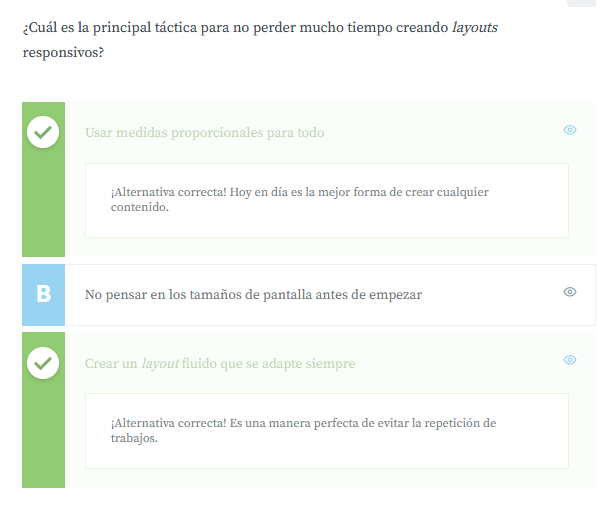 ¿Cuál es la principal táctica para no perder mucho tiempo creando layouts
responsivos?
Usar medidas proporcionales para todo
¡Alternativa correcta! Hoy en día es la mejor forma de crear cualquier
contenido.
B
No pensar en los tamaños de pantalla antes de empezar
Crear un layout fluido que se adapte siempre
¡Alternativa correcta! Es una manera perfecta de evitar la repetición de
trabajos.